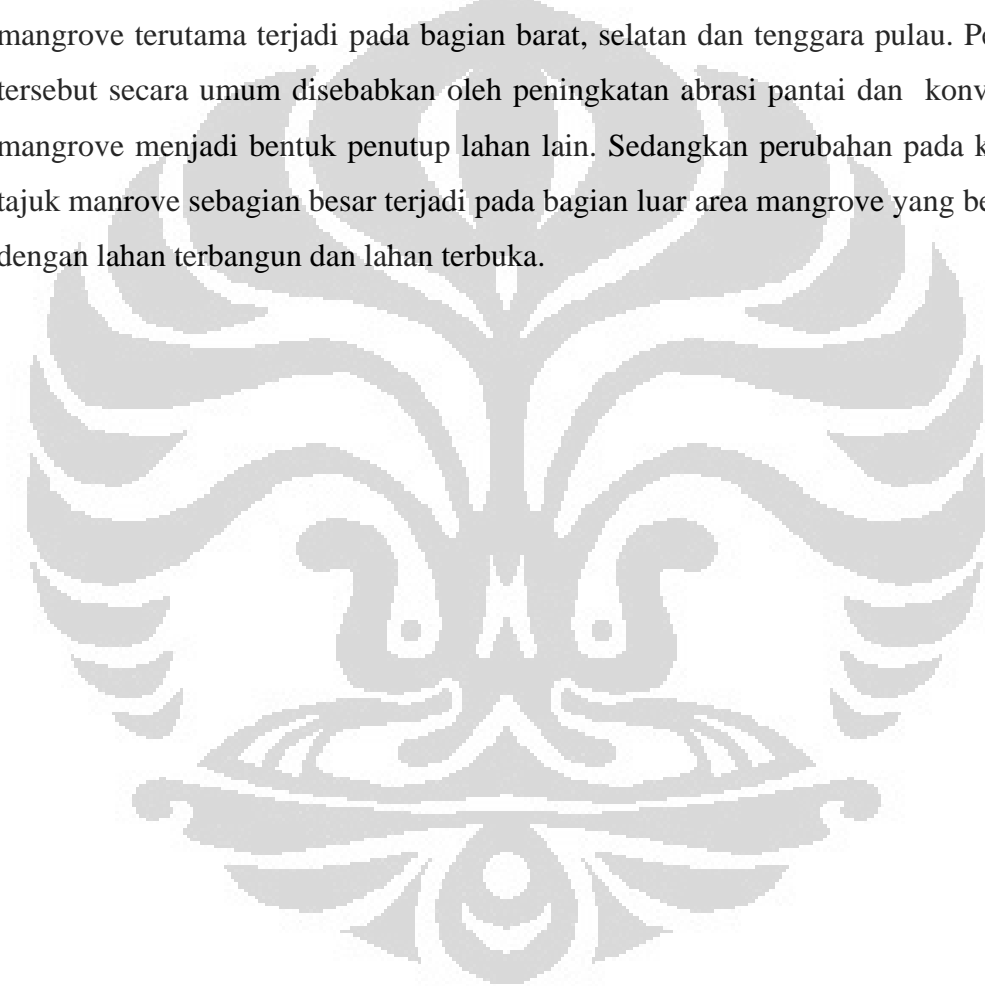 mangrove terutama terjadi pada bagian barat, selatan dan tenggara pulau.
tersebut secara umum disebabkan oleh peningkatan abrasi pantai dan
mangrove menjadi bentuk penutup lahan lain. Sedangkan perubahan pada
tajuk manrove sebagian besar terjadi pada bagian luar area mangrove yang
dengan lahan terbangun dan lahan terbuka.